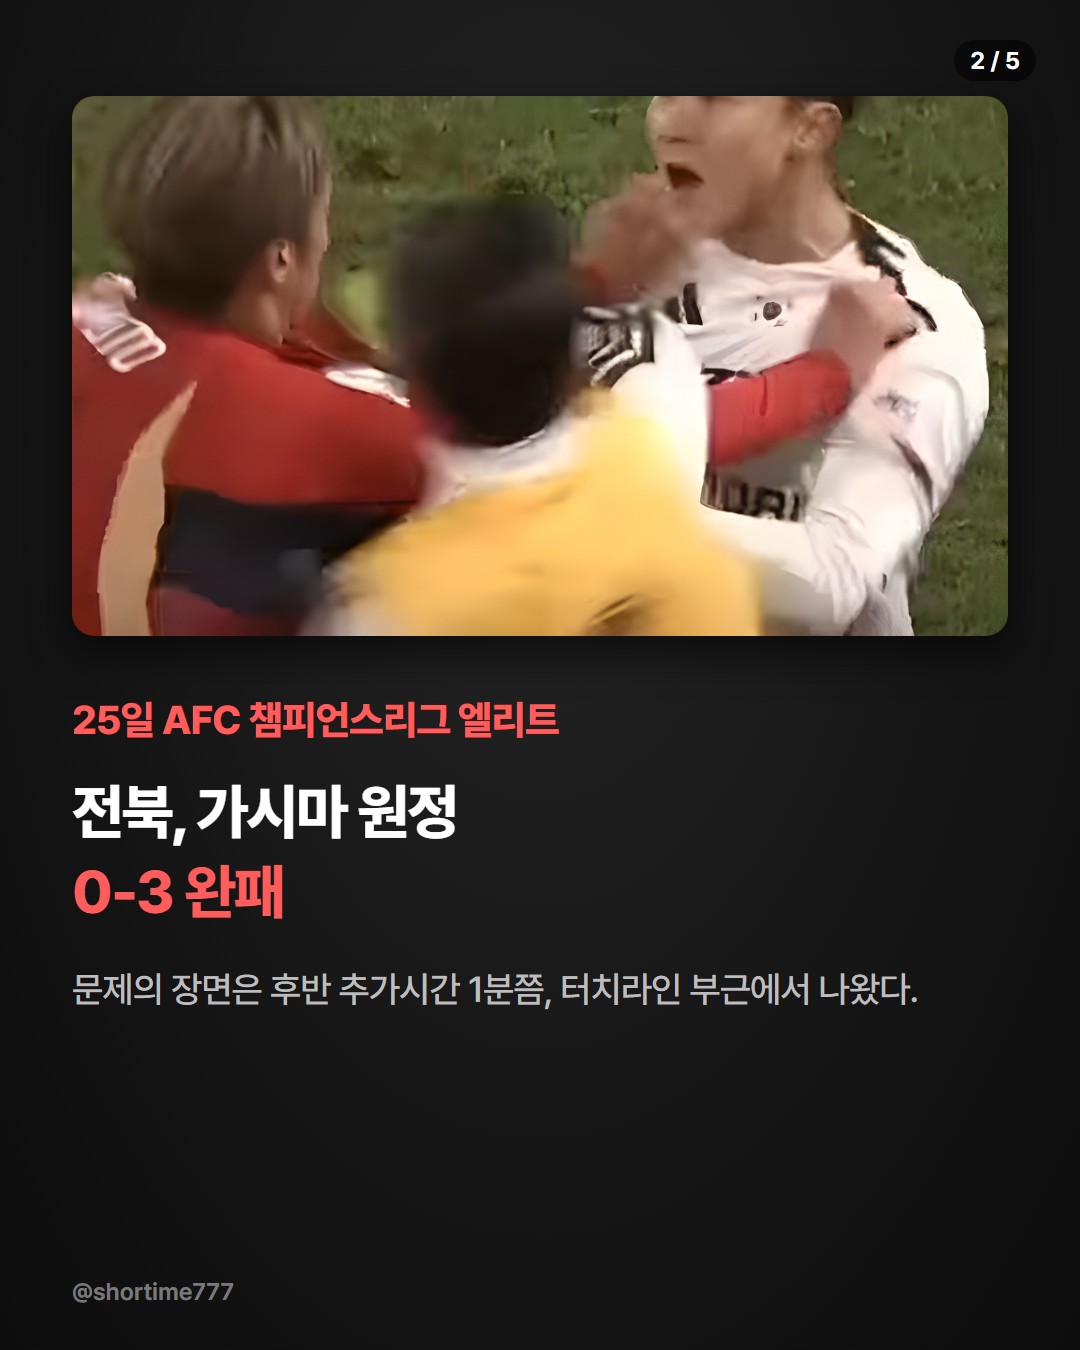 2 / 5
25일 AFC 챔피언스리그 엘리트
전북, 가시마 원정
0-3 완패
문제의 장면은 후반 추가시간 1분쯤, 터치라인 부근에서 나왔다.
@shortime777